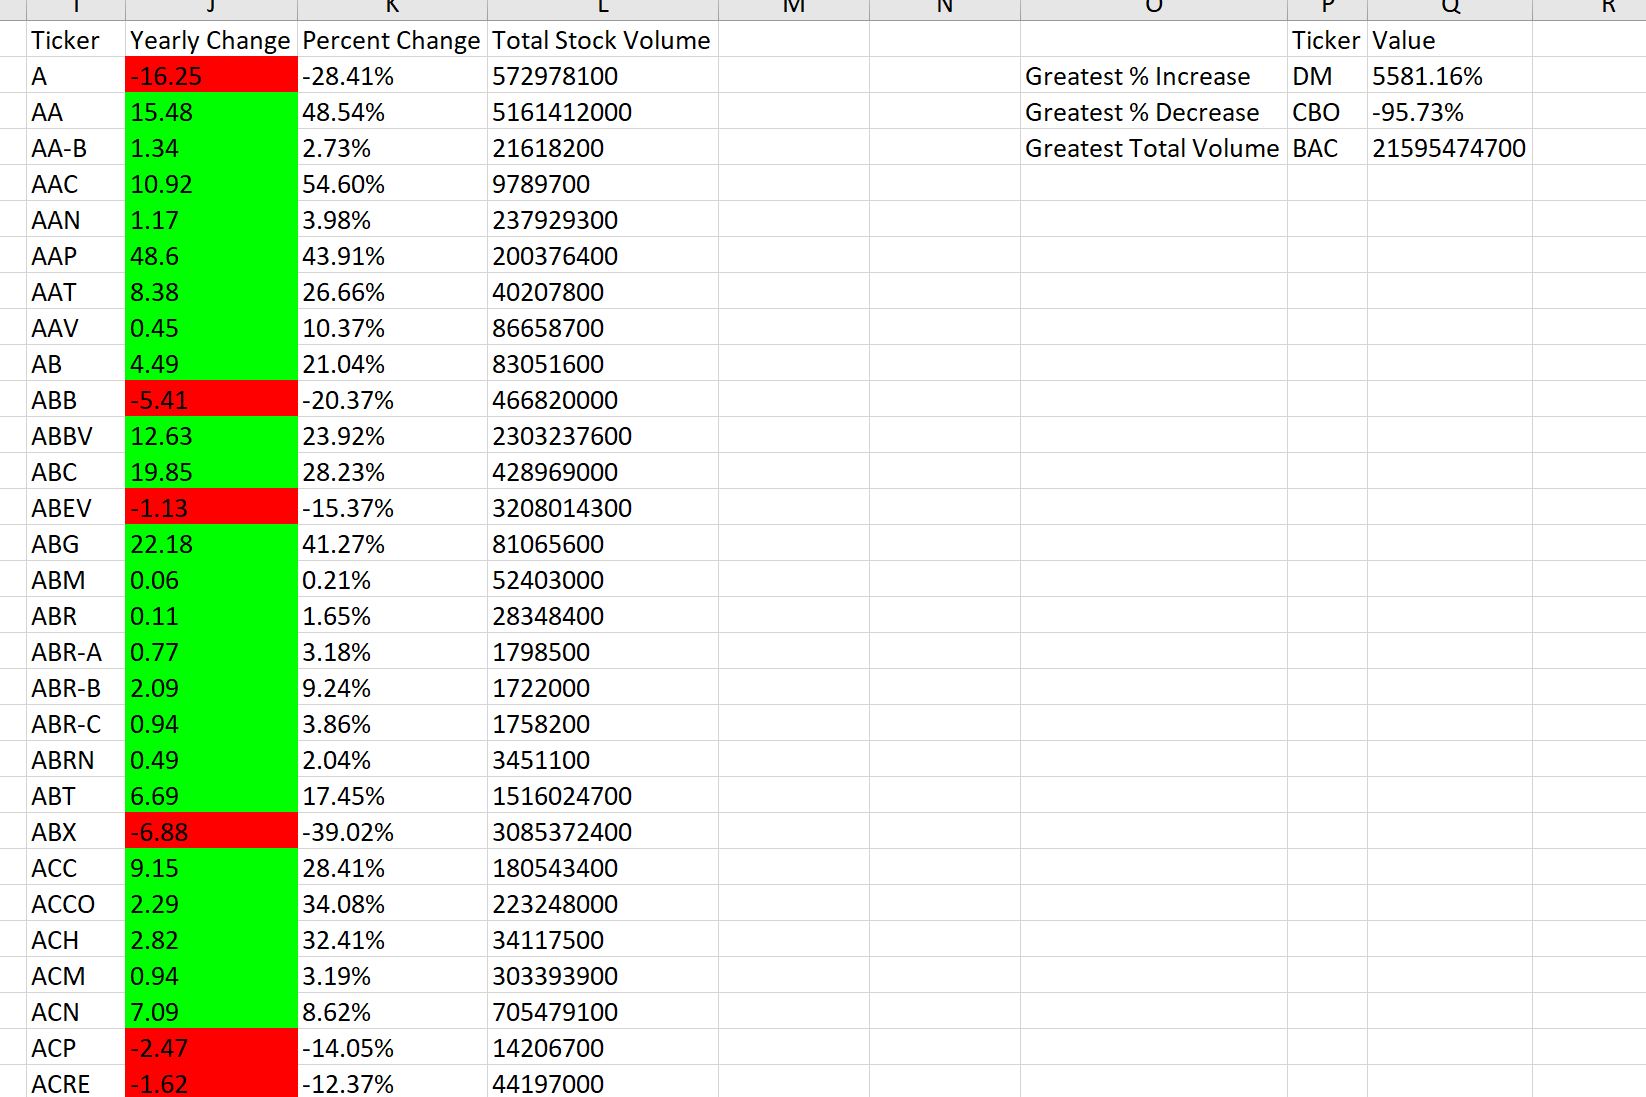 I J K L M N O P Q R
Ticker Yearly Change Percent Change Total Stock Volume Ticker Value
A -16.25 -28.41% 572978100 Greatest % Increase DM 5581.16%
AA 15.48 48.54% 5161412000 Greatest % Decrease CBO -95.73%
AA-B 1.34 2.73% 21618200 Greatest Total Volume BAC 21595474700
AAC 10.92 54.60% 9789700
AAN 1.17 3.98% 237929300
AAP 48.6 43.91% 200376400
AAT 8.38 26.66% 40207800
AAV 0.45 10.37% 86658700
AB 4.49 21.04% 83051600
ABB -5.41 -20.37% 466820000
ABBV 12.63 23.92% 2303237600
ABC 19.85 28.23% 428969000
ABEV -1.13 -15.37% 3208014300
ABG 22.18 41.27% 81065600
ABM 0.06 0.21% 52403000
ABR 0.11 1.65% 28348400
ABR-A 0.77 3.18% 1798500
ABR-B 2.09 9.24% 1722000
ABR-C 0.94 3.86% 1758200
ABRN 0.49 2.04% 3451100
ABT 6.69 17.45% 1516024700
ABX -6.88 -39.02% 3085372400
ACC 9.15 28.41% 180543400
ACCO 2.29 34.08% 223248000
ACH 2.82 32.41% 34117500
ACM 0.94 3.19% 303393900
ACN 7.09 8.62% 705479100
ACP -2.47 -14.05% 14206700
ACRE -1.62 -12.37% 44197000